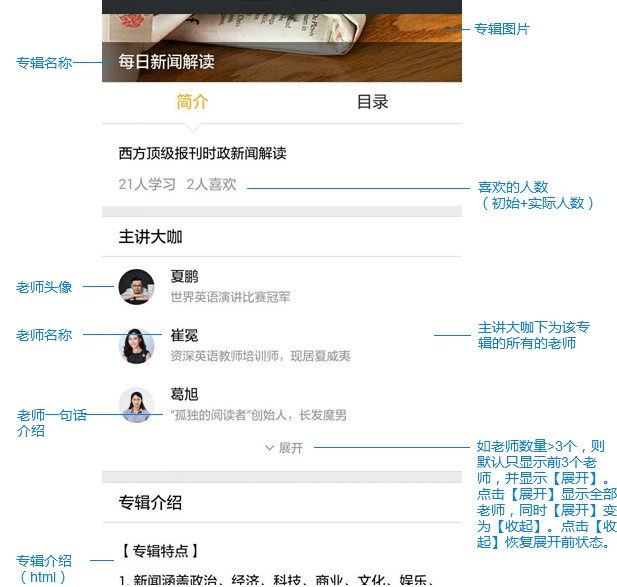 专辑图片
专辑名称
每日新闻解读
简介
目录
西方顶级报刊时政新闻解读
21人学习 2人喜欢
喜欢的人数
（初始+实际人数）
主讲大咖
老师头像
夏鹏
世界英语演讲比赛冠军
老师名称
崔冕
资深英语教师培训师，现居夏威夷
主讲大咖下为该专
辑的所有的老师
老师一句话
介绍
葛旭
“孤独的阅读者”创始人，长发魔男
展开
如老师数量>3个，则
默认只显示前3个老
师，并显示【展开】。
点击【展开】显示全部
老师，同时【展开】变
为【收起】。点击【收
起】恢复展开前状态。
专辑介绍
【 专辑特点 】
专辑介绍
（html）
1. 新闻涵盖政治、经济、科技、商业、文化、娱乐、